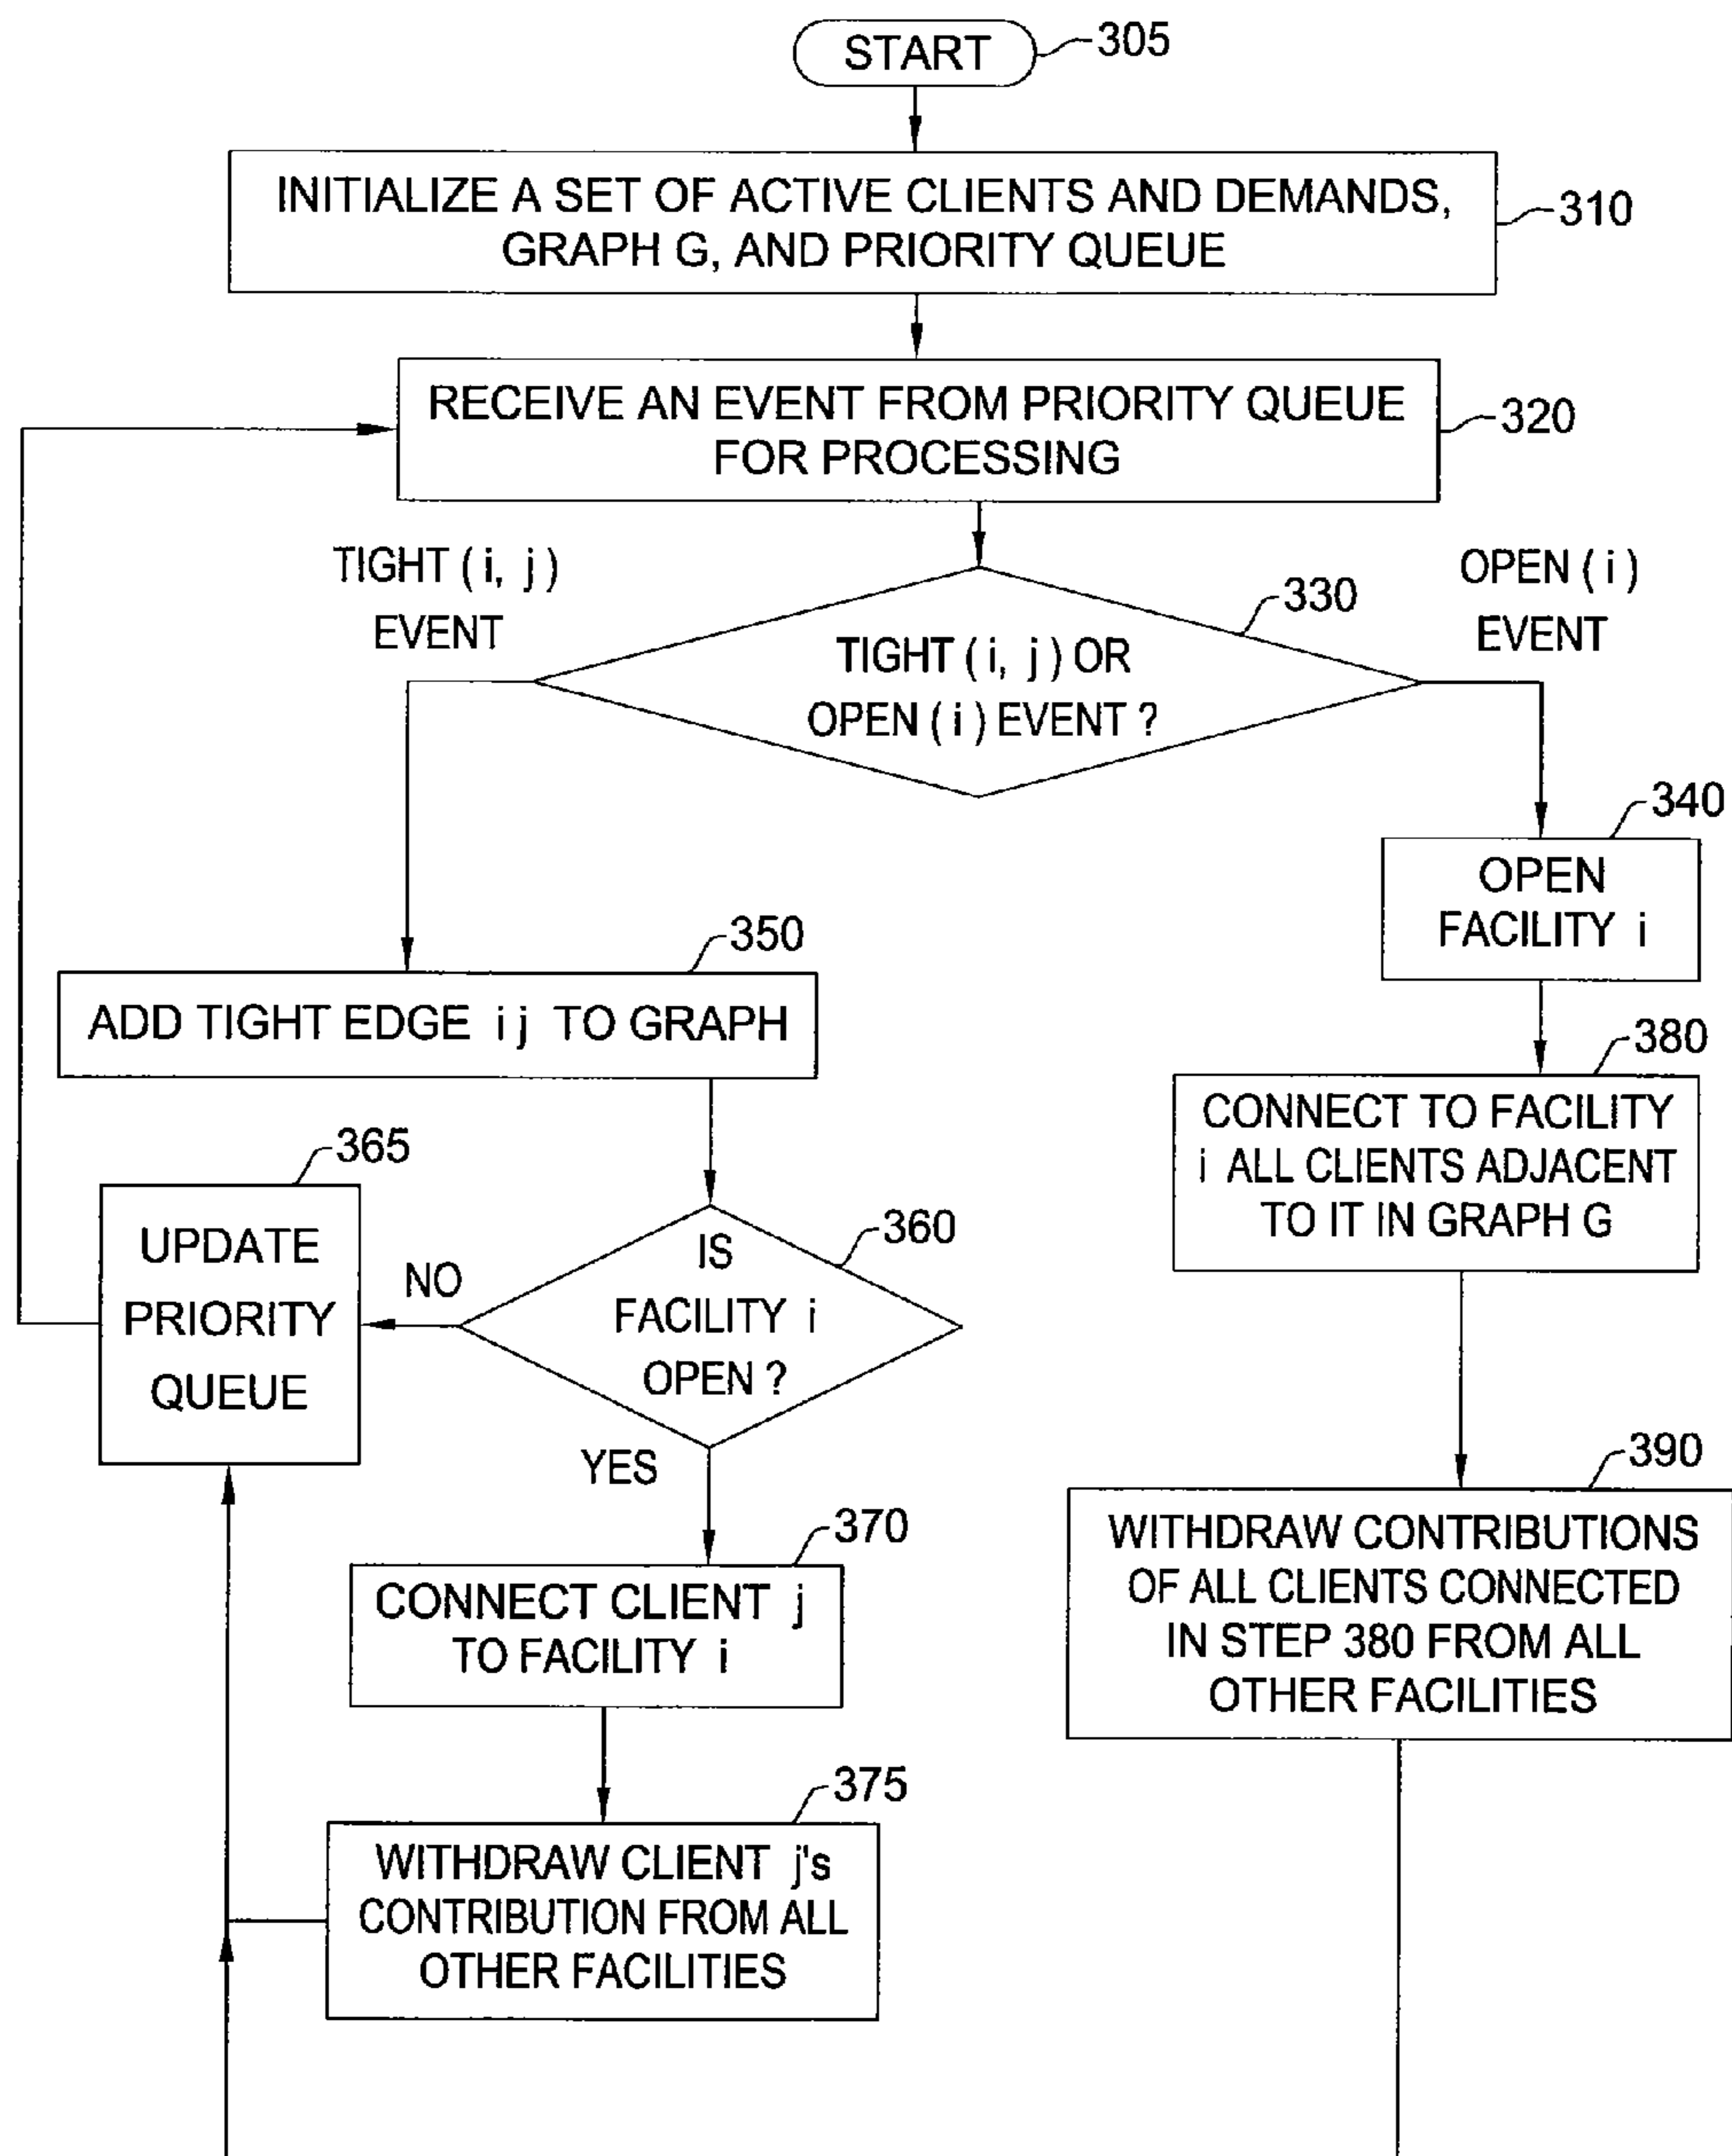 START
305
INITIALIZE A SET OF ACTIVE CLIENTS AND DEMANDS,
GRAPH G, AND PRIORITY QUEUE
310
RECEIVE AN EVENT FROM PRIORITY QUEUE
FOR PROCESSING
320
TIGHT ( i, j )
EVENT
330
TIGHT ( i, j ) OR
OPEN ( i ) EVENT ?
OPEN ( i )
EVENT
340
OPEN
FACILITY i
350
ADD TIGHT EDGE i j TO GRAPH
380
CONNECT TO FACILITY
i ALL CLIENTS ADJACENT
TO IT IN GRAPH G
365
UPDATE
PRIORITY
QUEUE
NO
360
IS
FACILITY i
OPEN ?
YES
390
WITHDRAW CONTRIBUTIONS
OF ALL CLIENTS CONNECTED
IN STEP 380 FROM ALL
OTHER FACILITIES
370
CONNECT CLIENT j
TO FACILITY i
375
WITHDRAW CLIENT j's
CONTRIBUTION FROM ALL
OTHER FACILITIES